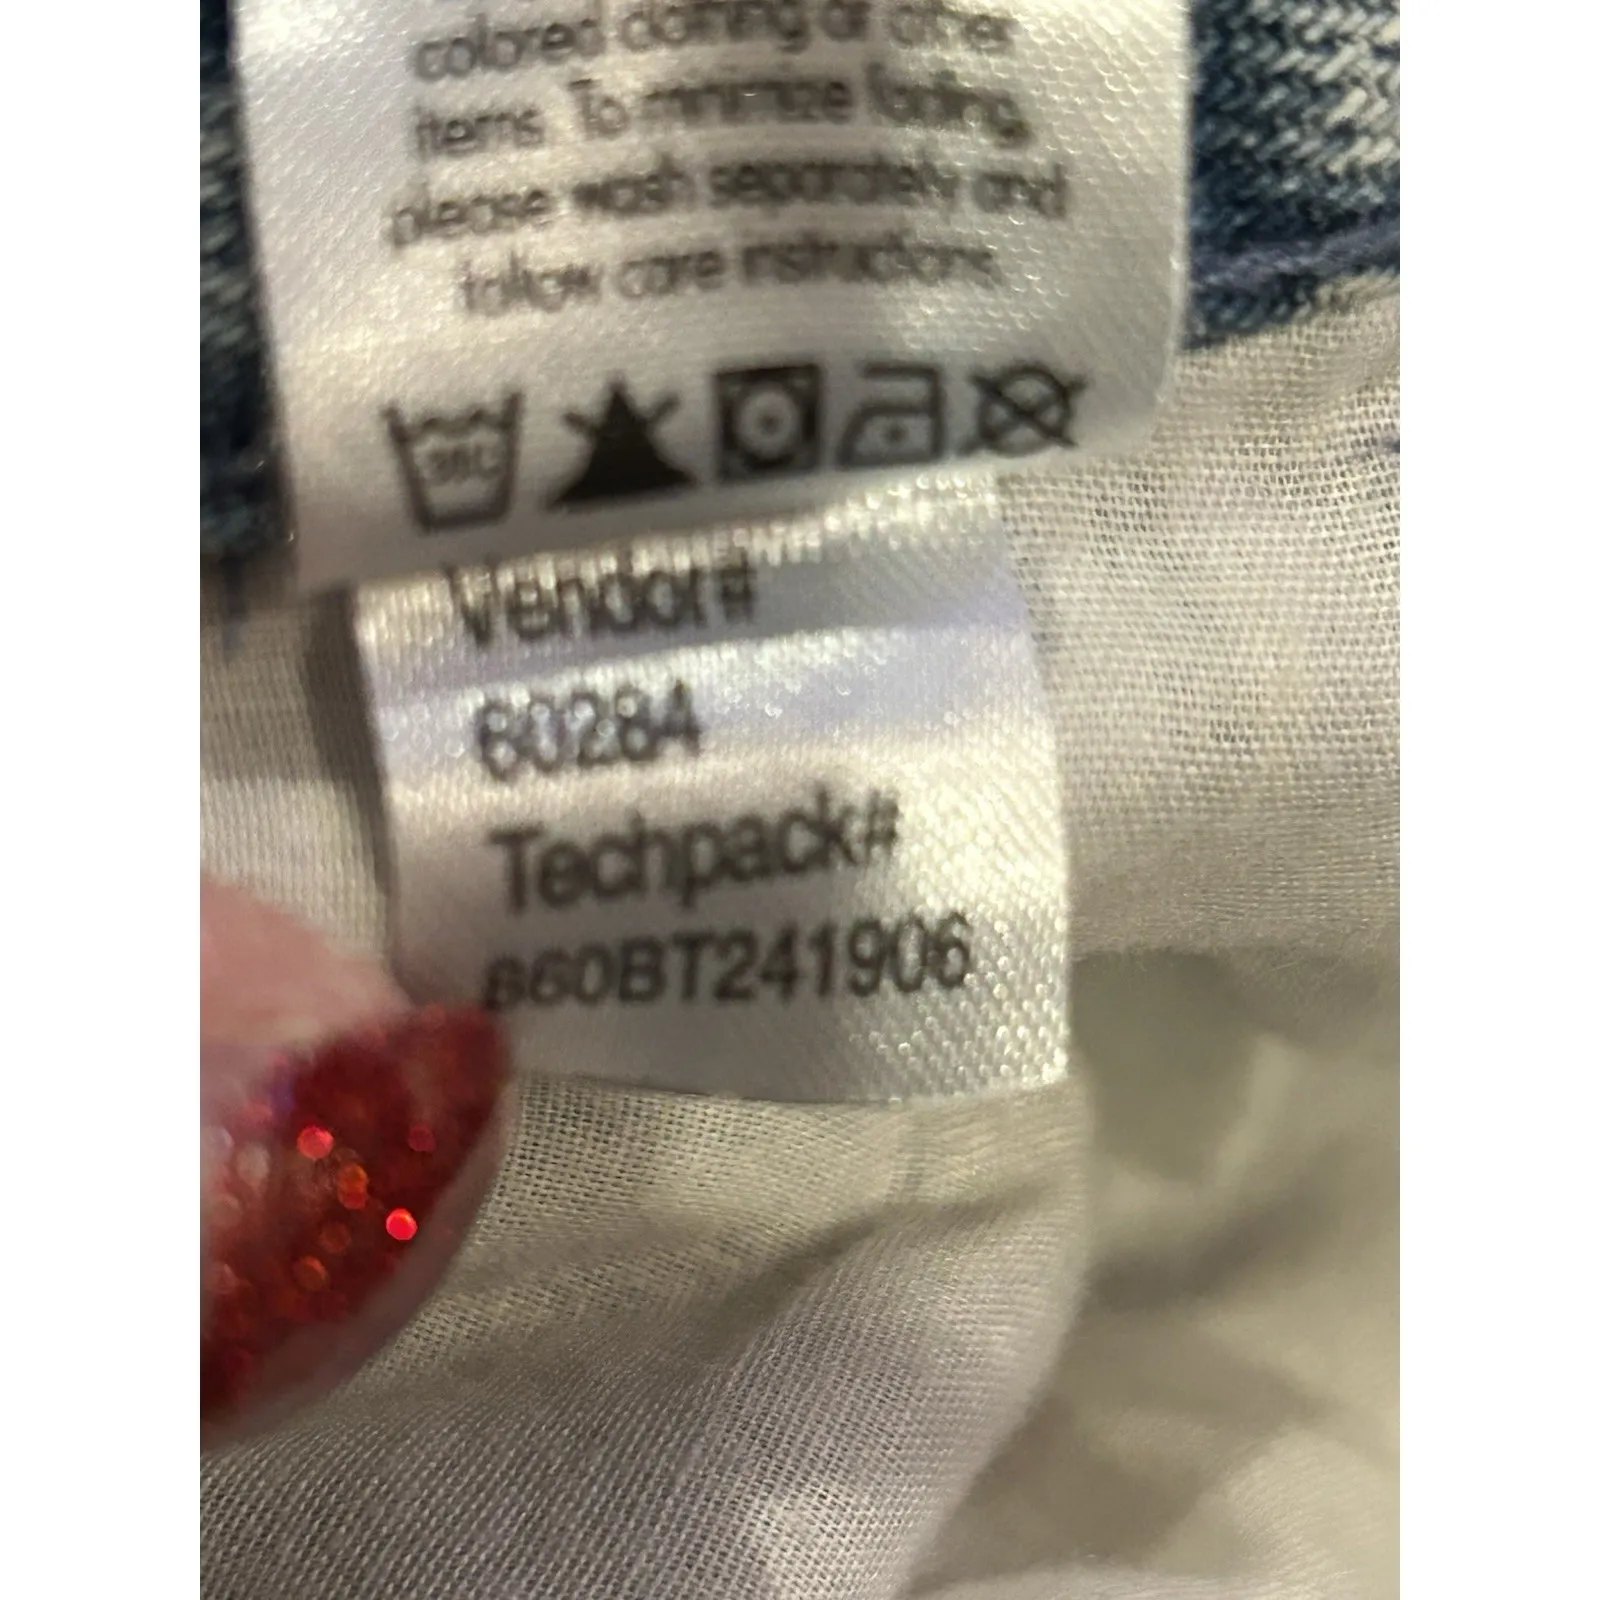 colored clothing or other
items. To minimize fading,
please wash separately and
follow care instructions.
30C
Vendor#
60284
Techpack#
860BT241906